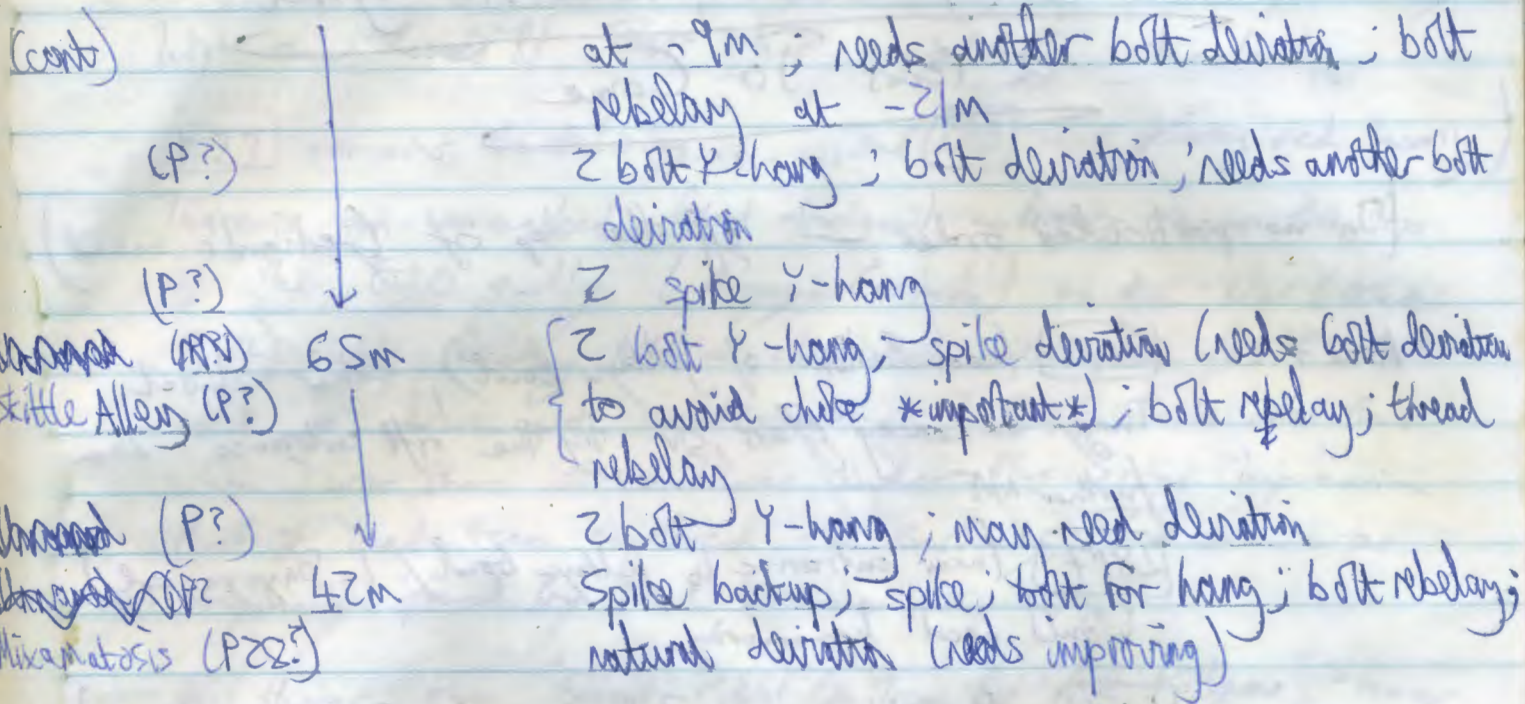 (cont) at -9m ; needs another bolt deviation ; bolt
rebelay at -21m
(P?) 2 bolt Y-hang ; bolt deviation ; needs another bolt
deviation
(P?) 2 spike Y-hang
65m { 2 bolt Y-hang, spike deviation (needs bolt deviation
Skittle Alley (P?) to avoid choke *important*) ; bolt rebelay ; thread
rebelay
Unnamed (P?) 2 bolt Y-hang ; may need deviation
42m Spike backup ; spike ; bolt for hang ; bolt rebelay ;
Mixamatosis (P28?) natural deviation (needs improving)